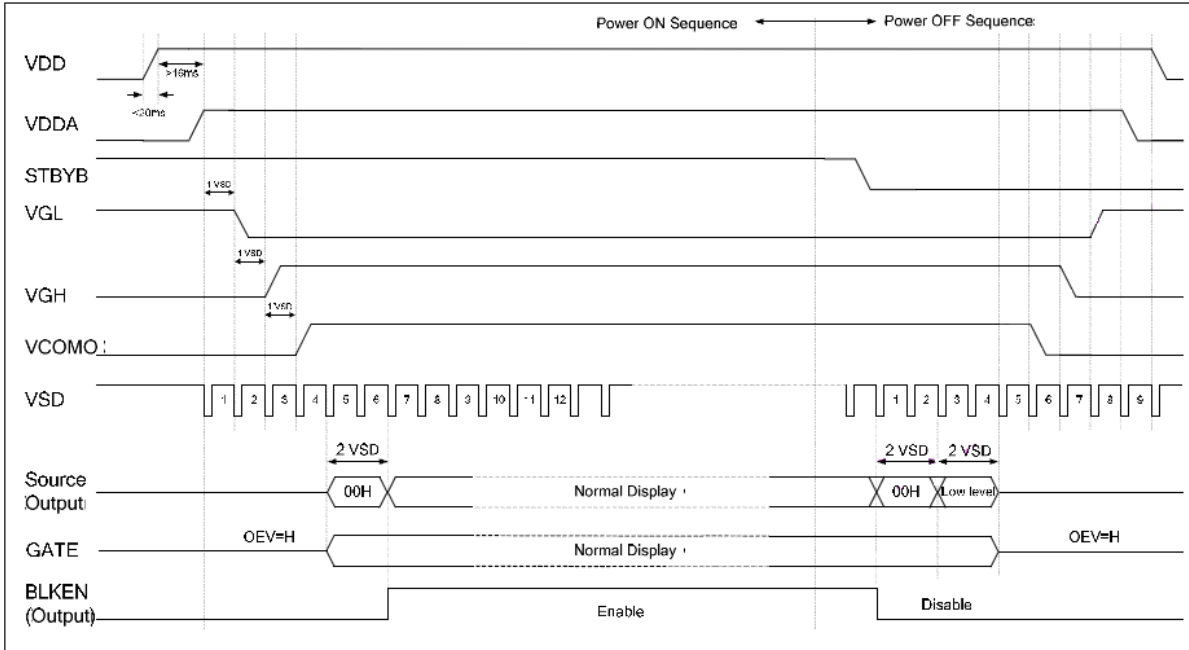 Power ON Sequence Power OFF Sequence:
VDD
>16ms
<20ms
VDDA
STBYB
1 VSD
VGL
1 VSD
VGH
1 VSD
VCOMO :
VSD 1 2 3 4 5 6 7 8 9 10 11 12 1 2 3 4 5 6 7 8 9
2 VSD 2 VSD 2 VSD
Source
(Output)
00H Normal Display 00H Low level
OEV=H OEV=H
GATE Normal Display
BLKEN
(Output)
Enable Disable